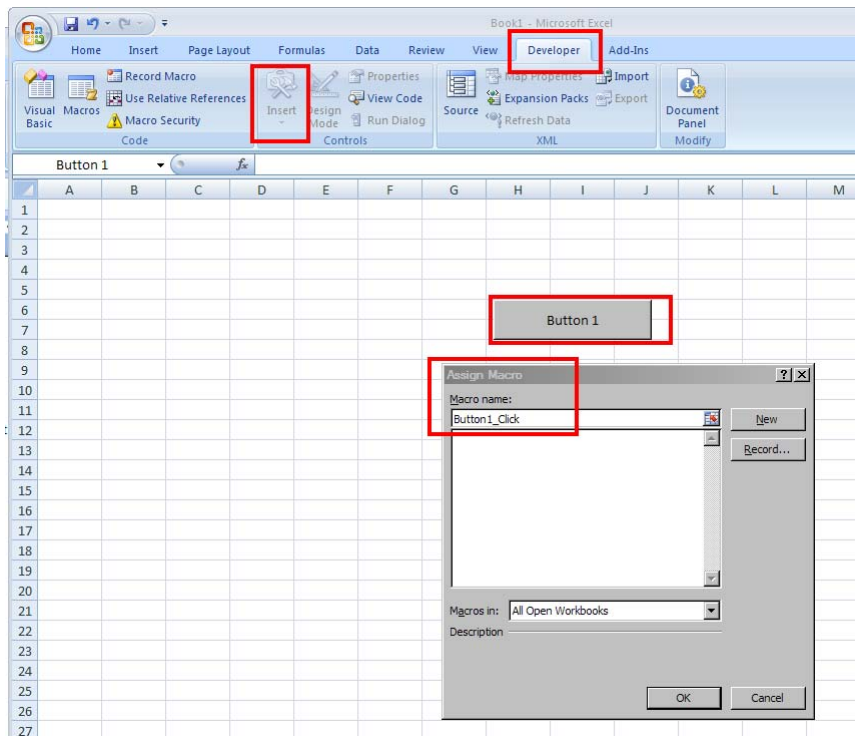 Book1 - Microsoft Excel
Home Insert Page Layout Formulas Data Review View Developer Add-Ins
Visual Basic
Macros
Record Macro
Use Relative References
Macro Security
Code
Insert
Design Mode
Properties
View Code
Run Dialog
Controls
Source
Map Properties
Expansion Packs
Refresh Data
Import
Export
XML
Document Panel
Modify
Button 1 fx
A B C D E F G H I J K L M
1
2
3
4
5
6
7
8
9
10
11
12
13
14
15
16
17
18
19
20
21
22
23
24
25
26
27
Button 1
Assign Macro ? X
Macro name:
Button1_Click
New
Record...
Macros in: All Open Workbooks
Description
OK Cancel